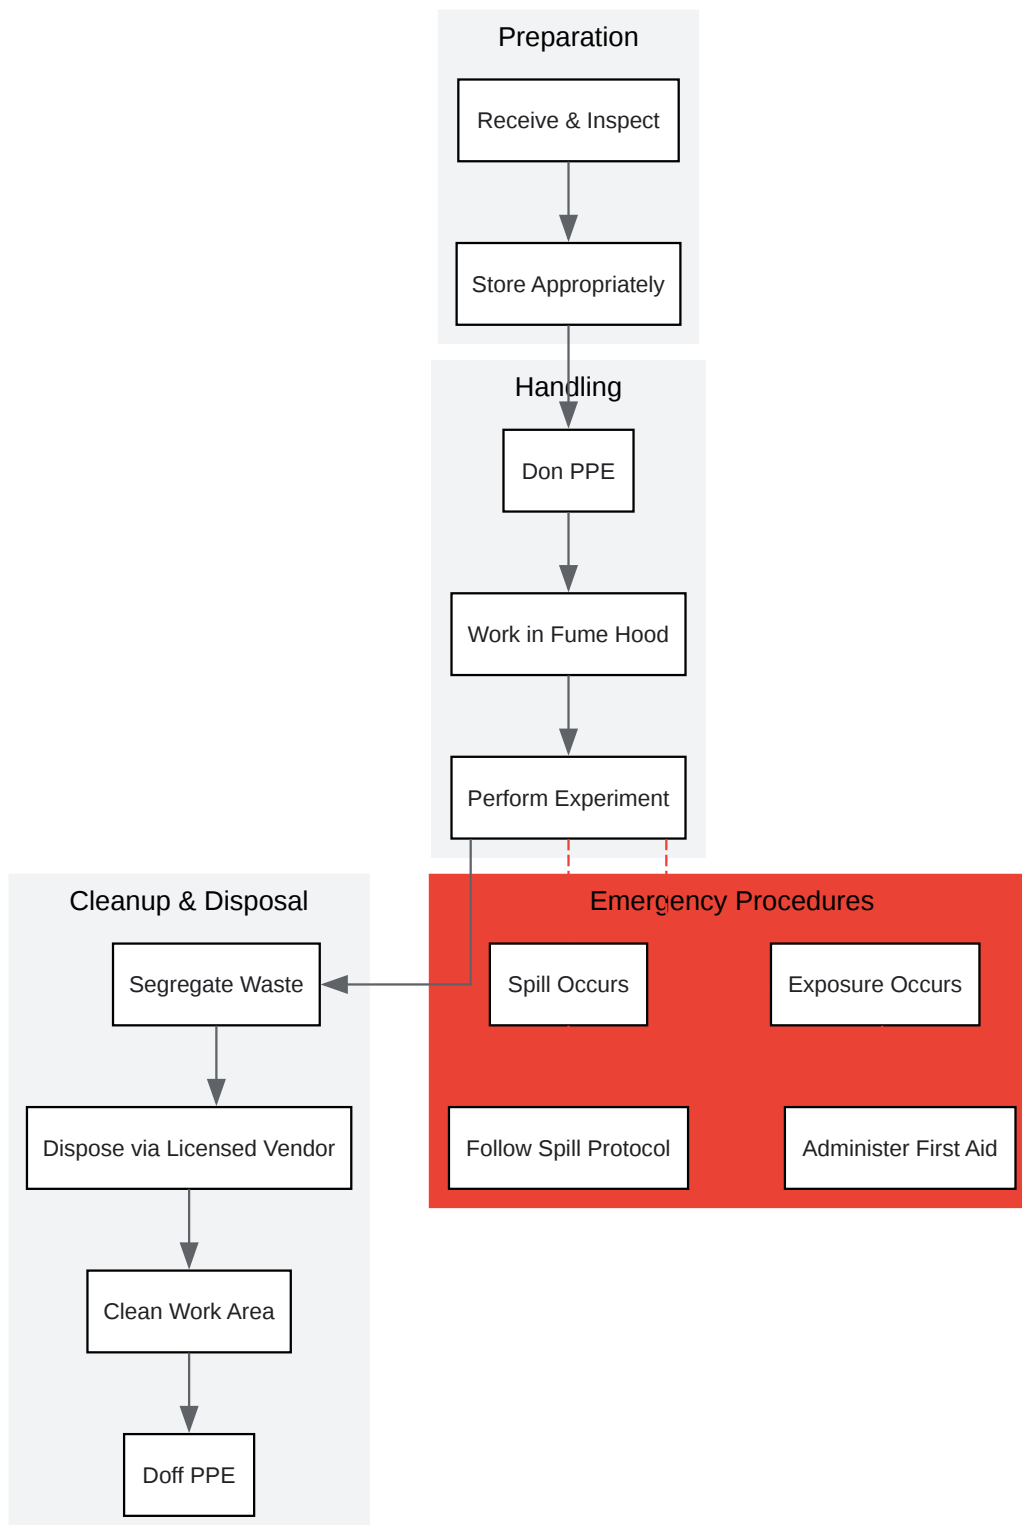 Preparation
Receive & Inspect
Store Appropriately
Handling
Don PPE
Work in Fume Hood
Perform Experiment
Cleanup & Disposal
Segregate Waste
Dispose via Licensed Vendor
Clean Work Area
Doff PPE
Emergency Procedures
Spill Occurs
Exposure Occurs
Follow Spill Protocol
Administer First Aid